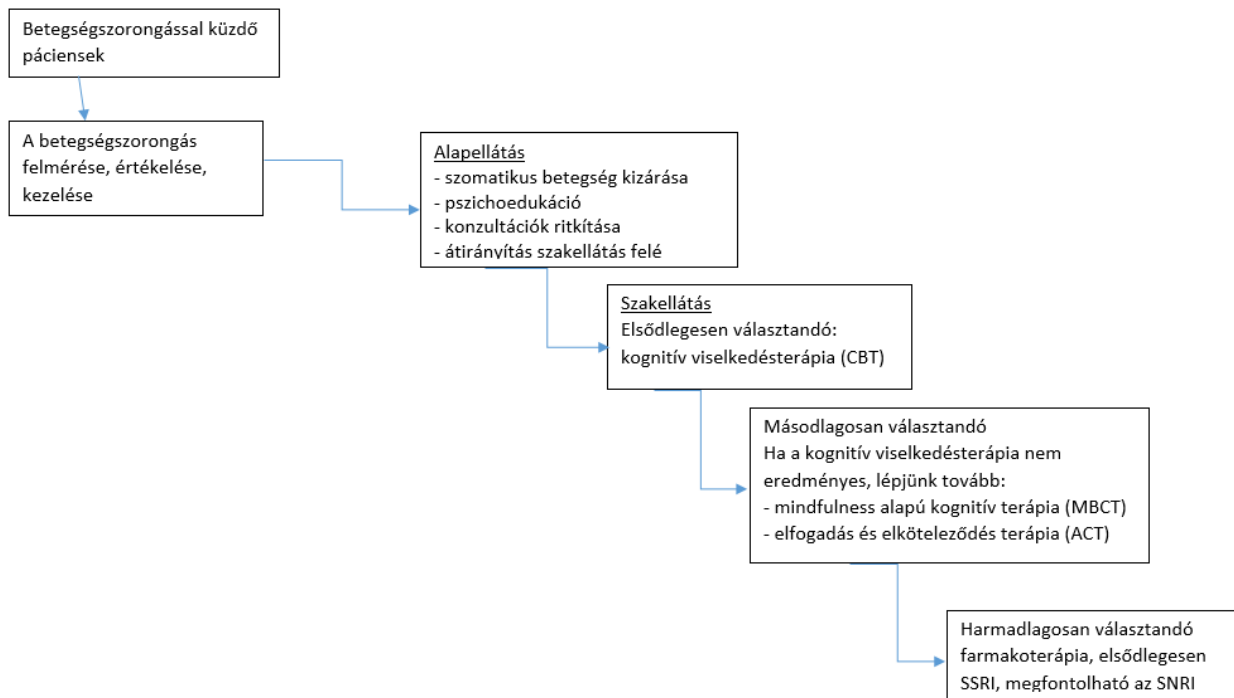 Betegségszorongással küzdő
páciensek
A betegségszorongás
felmérése, értékelése,
kezelése
Alapellátás
- szomatikus betegség kizárása
- pszichoedukáció
- konzultációk ritkítása
- átirányítás szakellátás felé
Szakellátás
Elsődlegesen választandó:
kognitív viselkedésterápia (CBT)
Másodlagosan választandó
Ha a kognitív viselkedésterápia nem
eredményes, lépjünk tovább:
- mindfulness alapú kognitív terápia (MBCT)
- elfogadás és elköteleződés terápia (ACT)
Harmadlagosan választandó
farmakoterápia, elsődlegesen
SSRI, megfontolható az SNRI